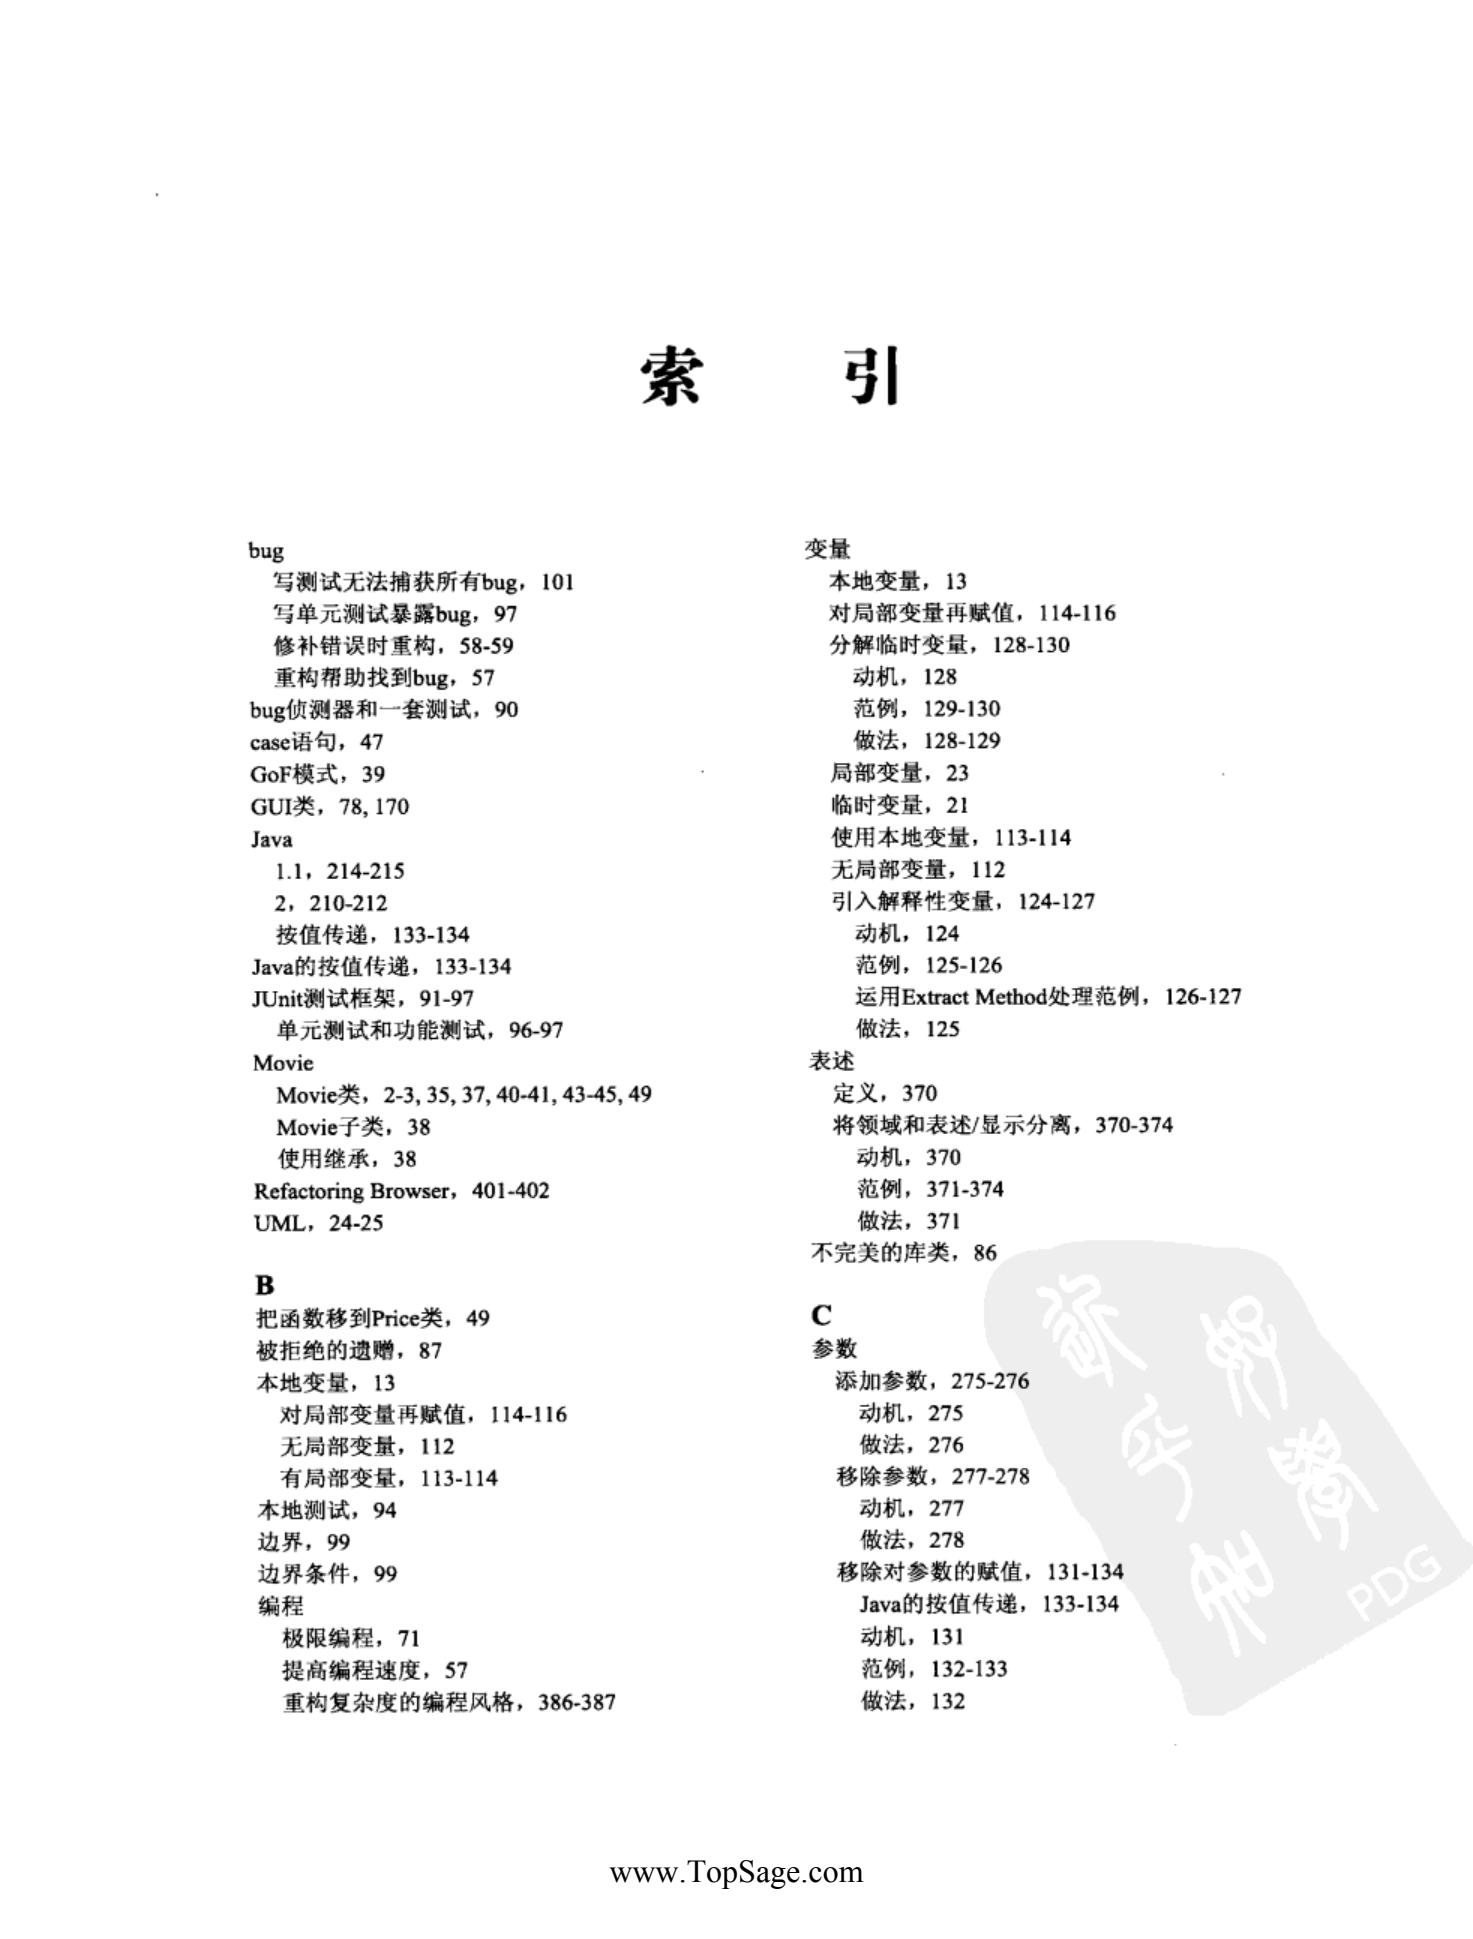 索 引
bug
写测试无法捕获所有bug，101
写单元测试暴露bug，97
修补错误时重构，58-59
重构帮助找到bug，57
bug侦测器和一套测试，90
case语句，47
GoF模式，39
GUI类，78, 170
Java
1.1，214-215
2，210-212
按值传递，133-134
Java的按值传递，133-134
JUnit测试框架，91-97
单元测试和功能测试，96-97
Movie
Movie类，2-3, 35, 37, 40-41, 43-45, 49
Movie子类，38
使用继承，38
Refactoring Browser，401-402
UML，24-25
B
把函数移到Price类，49
被拒绝的遗赠，87
本地变量，13
对局部变量再赋值，114-116
无局部变量，112
有局部变量，113-114
本地测试，94
边界，99
边界条件，99
编程
极限编程，71
提高编程速度，57
重构复杂度的编程风格，386-387
变量
本地变量，13
对局部变量再赋值，114-116
分解临时变量，128-130
动机，128
范例，129-130
做法，128-129
局部变量，23
临时变量，21
使用本地变量，113-114
无局部变量，112
引入解释性变量，124-127
动机，124
范例，125-126
运用Extract Method处理范例，126-127
做法，125
表述
定义，370
将领域和表述/显示分离，370-374
动机，370
范例，371-374
做法，371
不完美的库类，86
C
参数
添加参数，275-276
动机，275
做法，276
移除参数，277-278
动机，277
做法，278
移除对参数的赋值，131-134
Java的按值传递，133-134
动机，131
范例，132-133
做法，132
PDG
www.TopSage.com